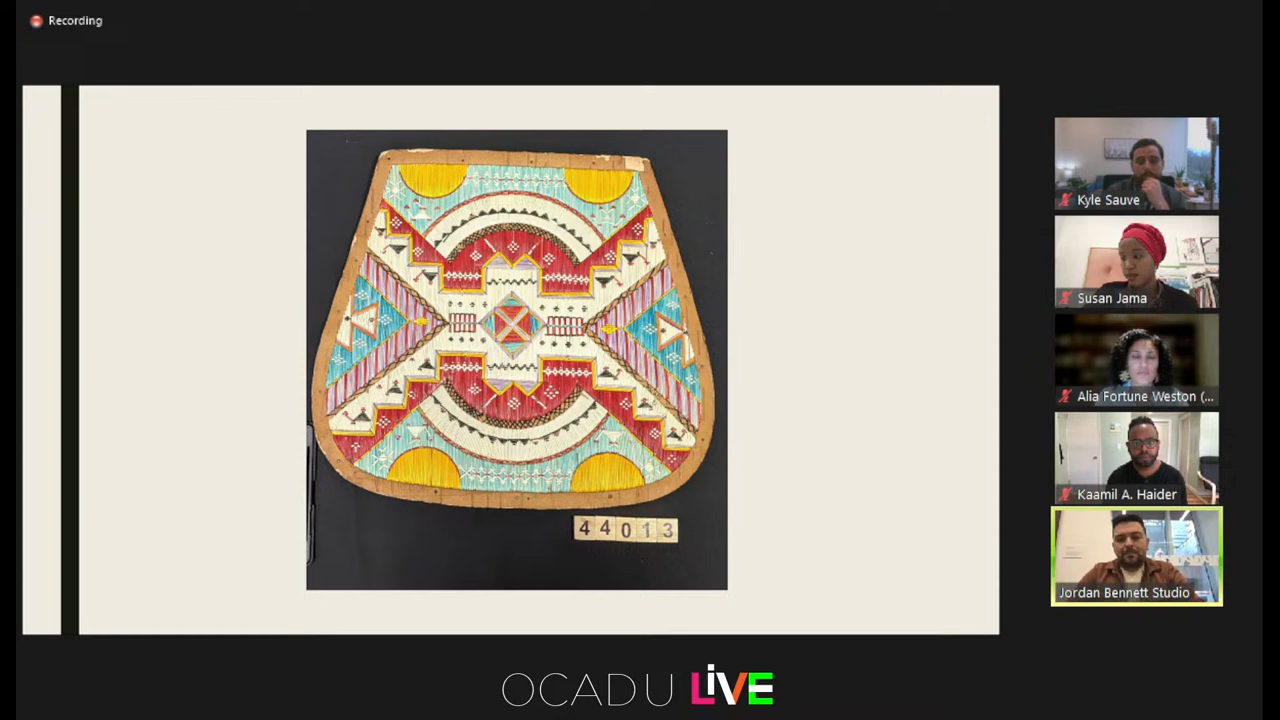 Recording
44013
Kyle Sauve
Susan Jama
Alia Fortune Weston (...
Kaamil A. Haider
Jordan Bennett Studio
OCADU LiVE